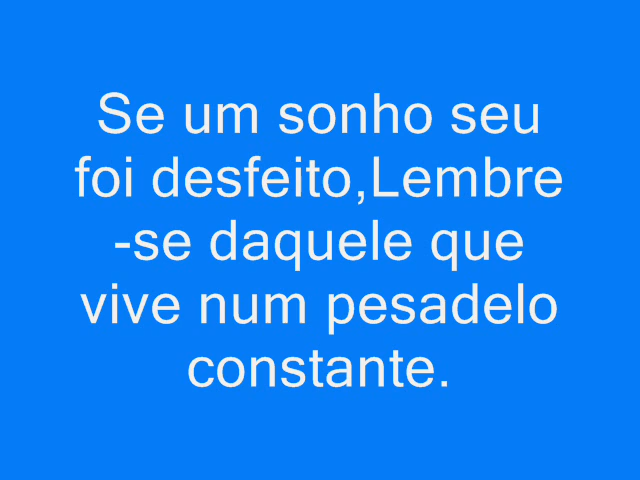 Se um sonho seu
foi desfeito,Lembre
-se daquele que
vive num pesadelo
constante.